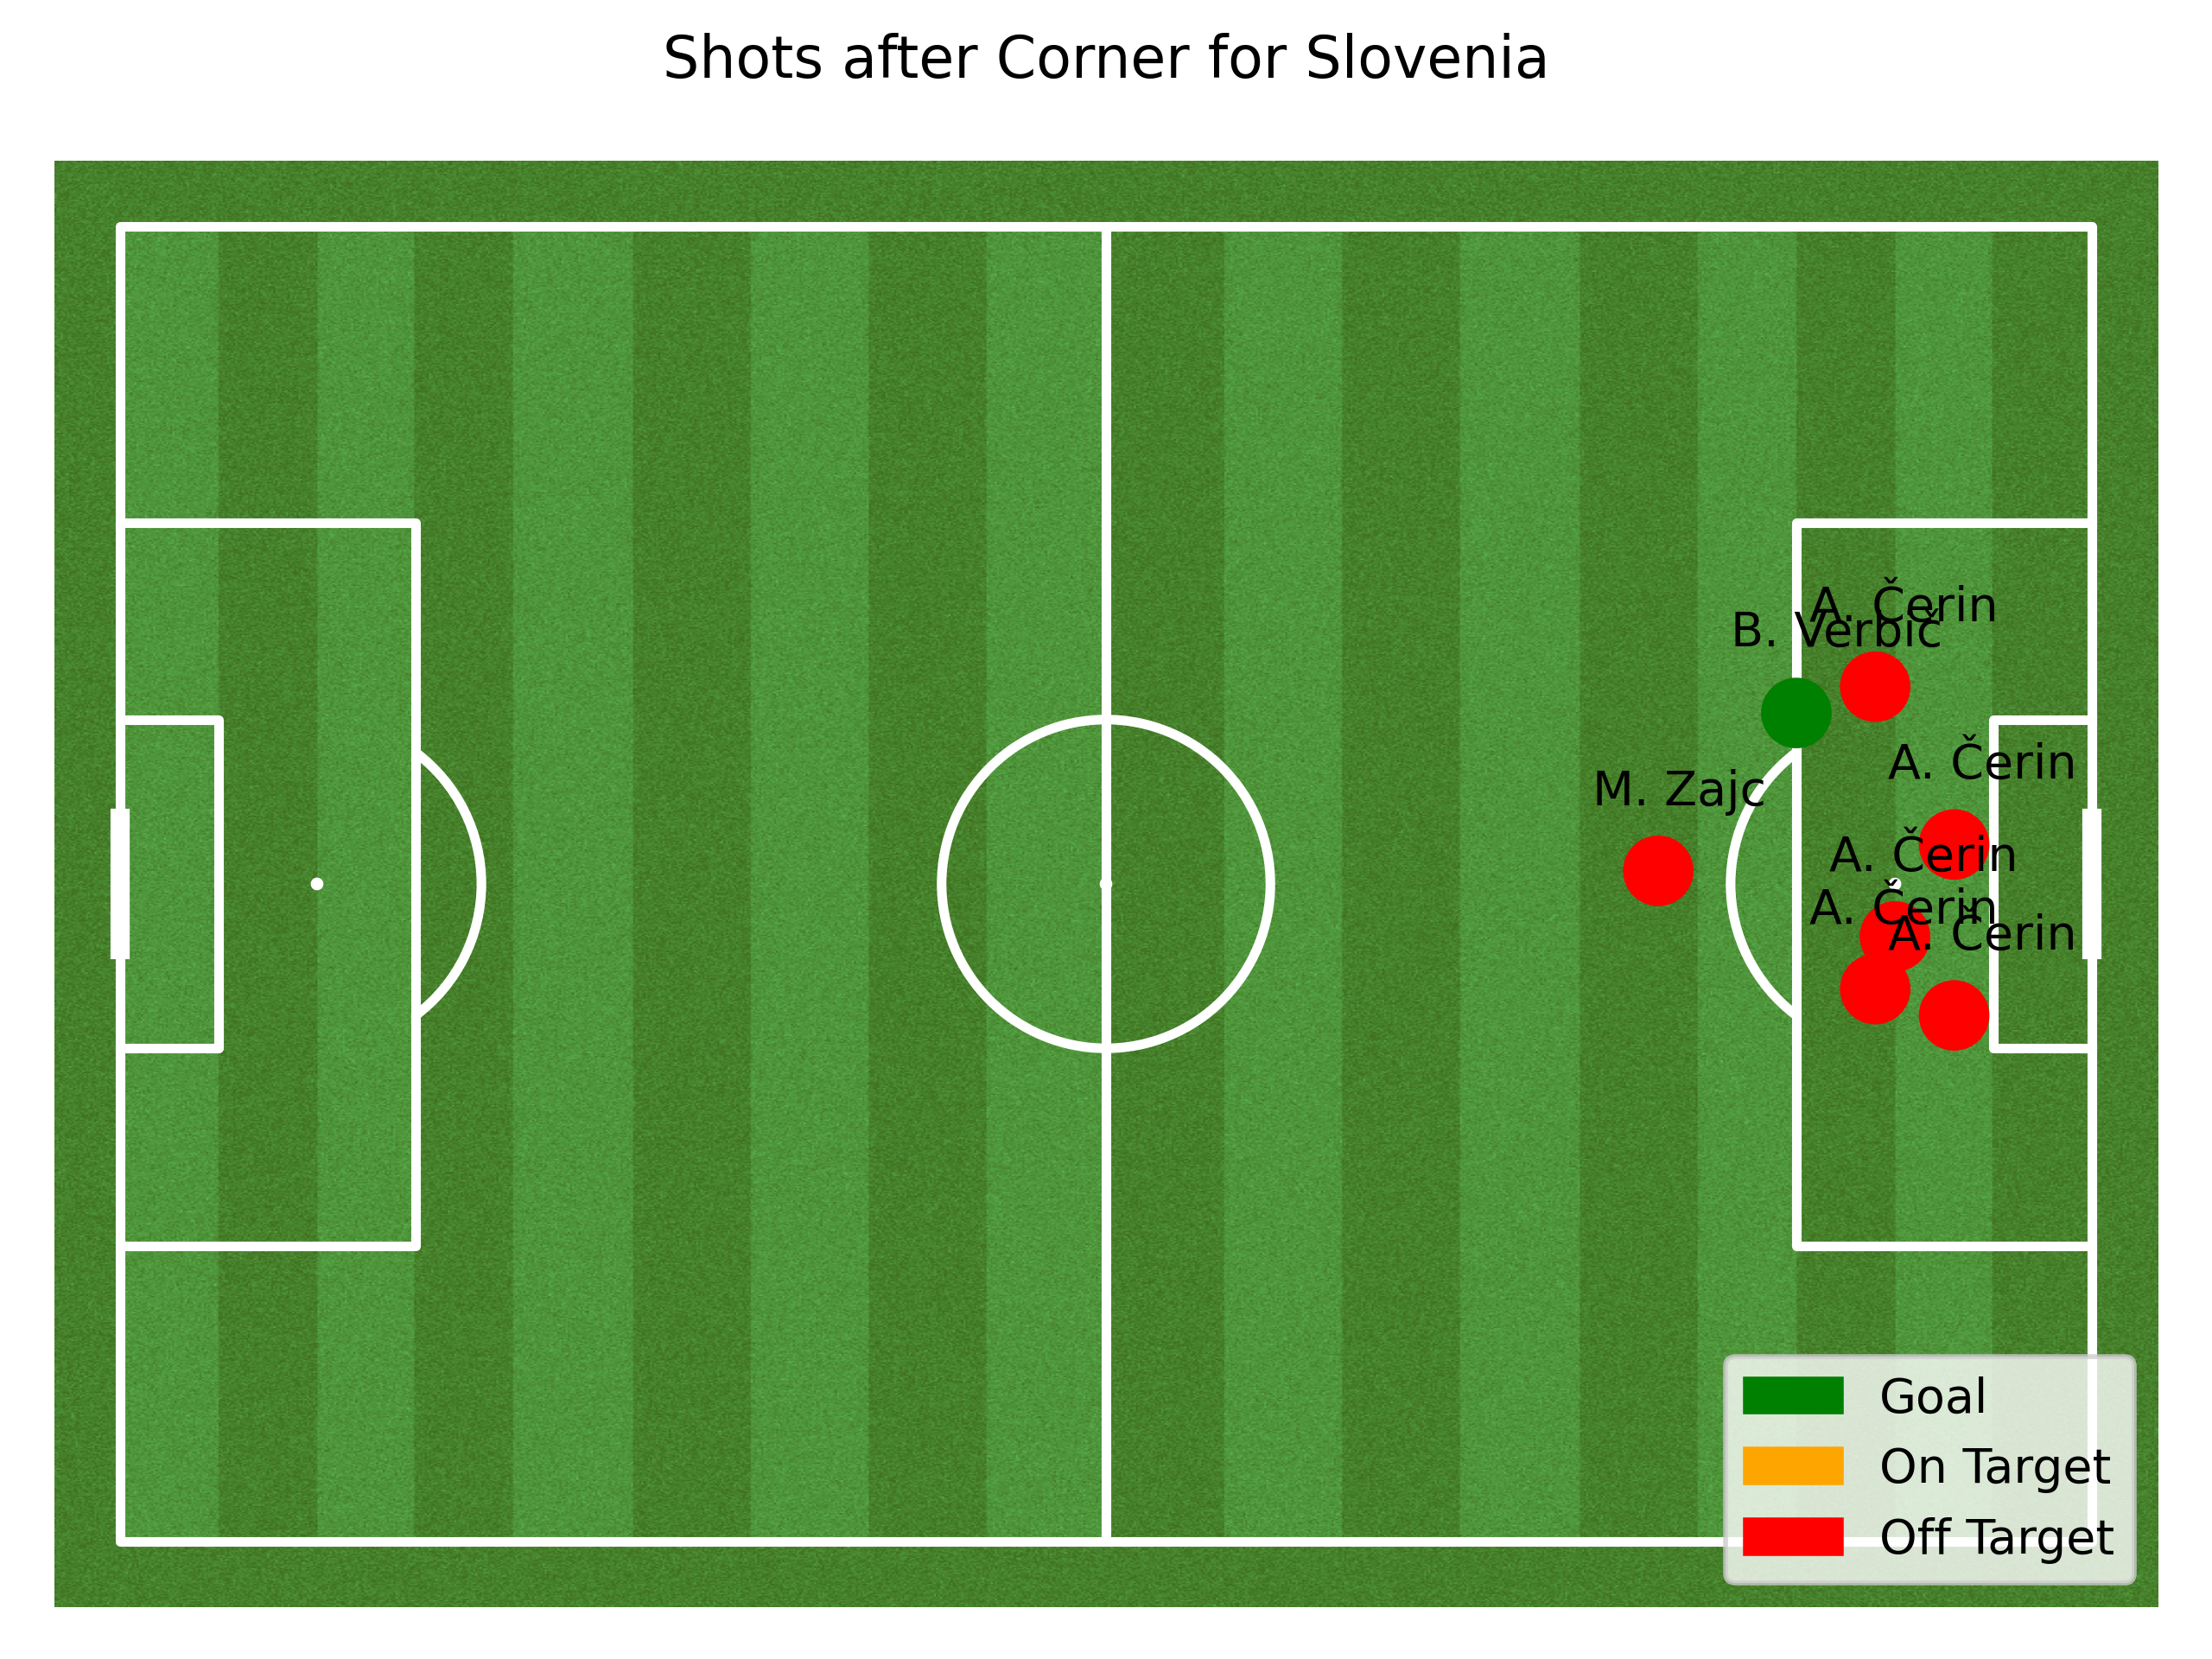 Shots after Corner for Slovenia
A. Čerin
B. Verbič
A. Čerin
M. Zajc
A. Čerin
A. Čerin
A. Čerin
Goal
On Target
Off Target